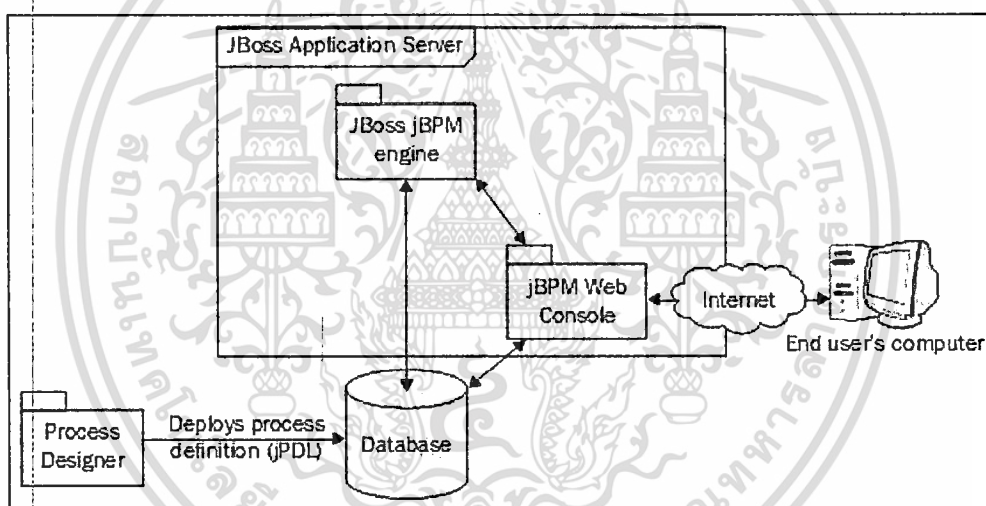 JBoss Application Server
JBoss jBPM
engine
jBPM Web
Console
Internet
End user's computer
Process
Designer
Deploys process
definition (jPDL)
Database